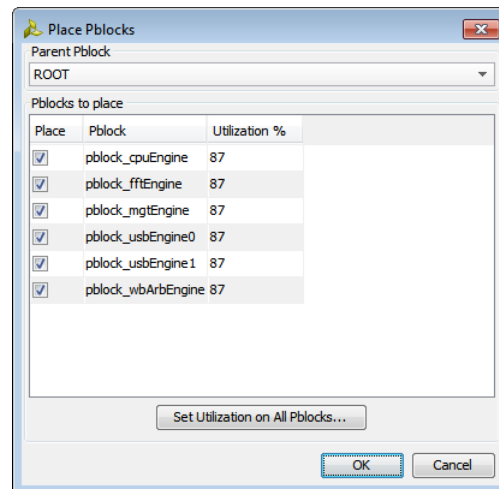 Place Pblocks
Parent Pblock
ROOT
Pblocks to place
Place Pblock Utilization %
pblock_cpuEngine 87
pblock_fftEngine 87
pblock_mgtEngine 87
pblock_usbEngine0 87
pblock_usbEngine1 87
pblock_wbArbEngine 87
Set Utilization on All Pblocks...
OK Cancel